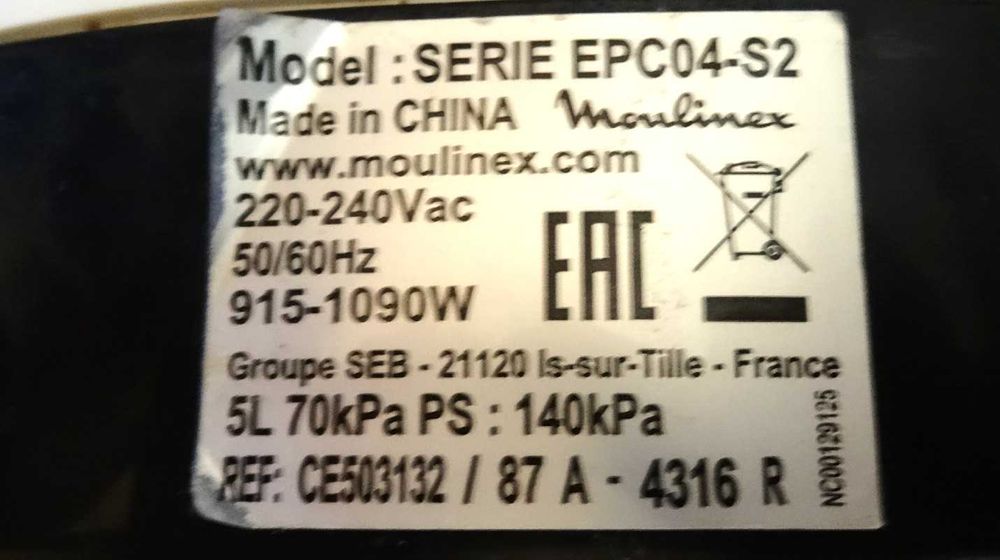 Model : SERIE EPC04-S2
Made in CHINA Moulinex
www.moulinex.com
220-240Vac
50/60Hz
915-1090W
EAC
Groupe SEB - 21120 Is-sur-Tille - France
5L 70kPa PS : 140kPa
REF: CE503132 / 87 A - 4316 R
NC00129125